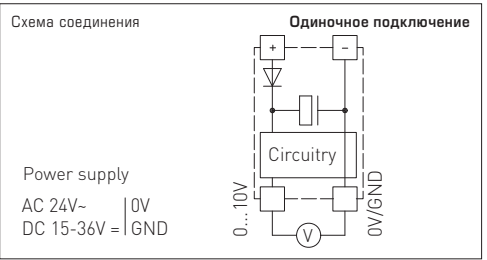 Схема соединения
Одиночное подключение
+ −
Circuitry
Power supply
AC 24V~ 0V
DC 15-36V = GND
0...10V
0V/GND
V